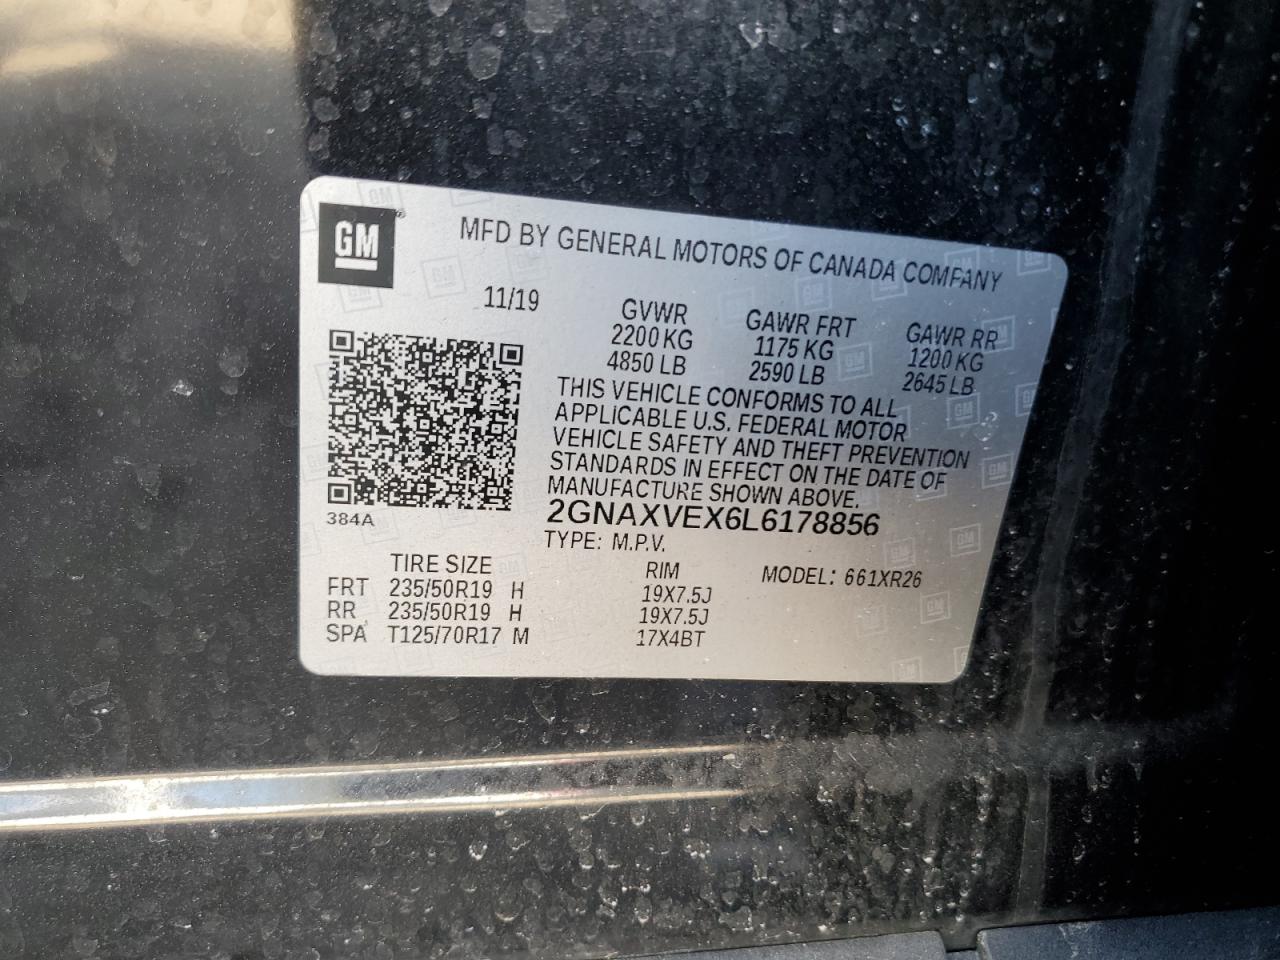 GM
MFD BY GENERAL MOTORS OF CANADA COMPANY
11/19
GVWR GAWR FRT GAWR RR
2200 KG 1175 KG 1200 KG
4850 LB 2590 LB 2645 LB
THIS VEHICLE CONFORMS TO ALL
APPLICABLE U.S. FEDERAL MOTOR
VEHICLE SAFETY AND THEFT PREVENTION
STANDARDS IN EFFECT ON THE DATE OF
MANUFACTURE SHOWN ABOVE.
384A
2GNAXVEX6L6178856
TYPE: M.P.V.
TIRE SIZE RIM MODEL: 661XR26
FRT 235/50R19 H 19X7.5J
RR 235/50R19 H 19X7.5J
SPA T125/70R17 M 17X4BT